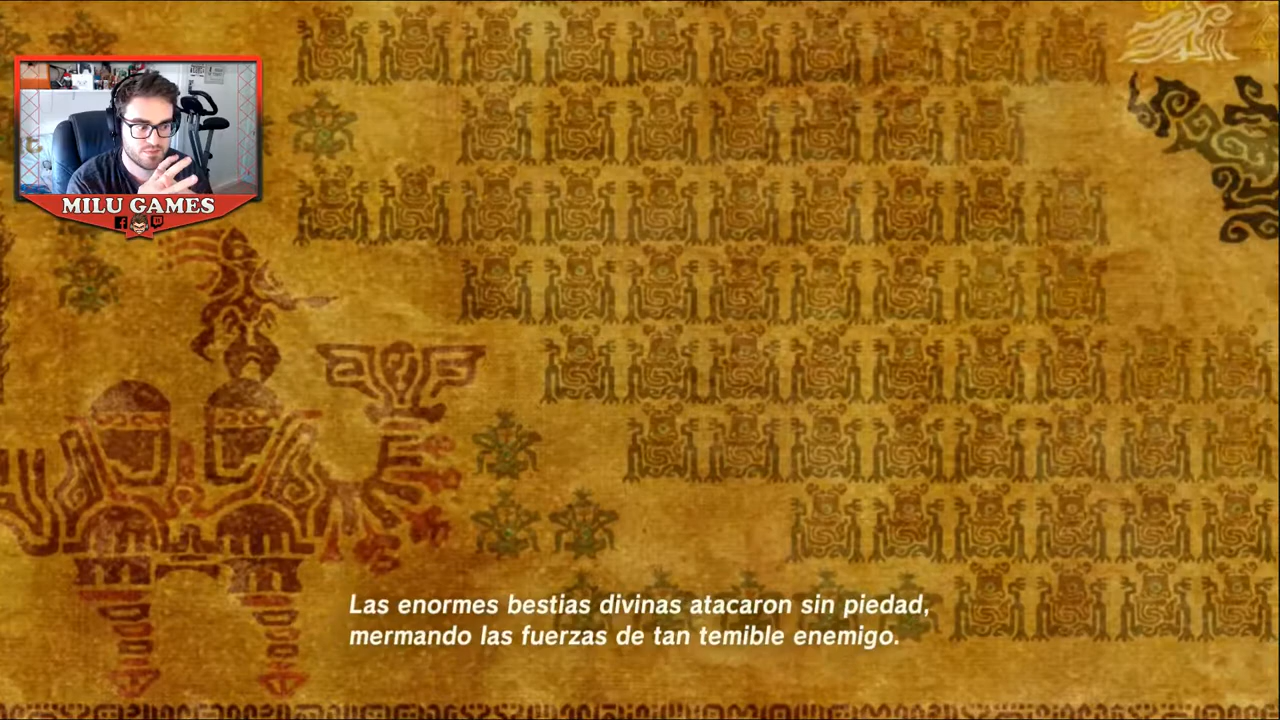 MILU GAMES
Las enormes bestias divinas atacaron sin piedad,
mermando las fuerzas de tan temible enemigo.